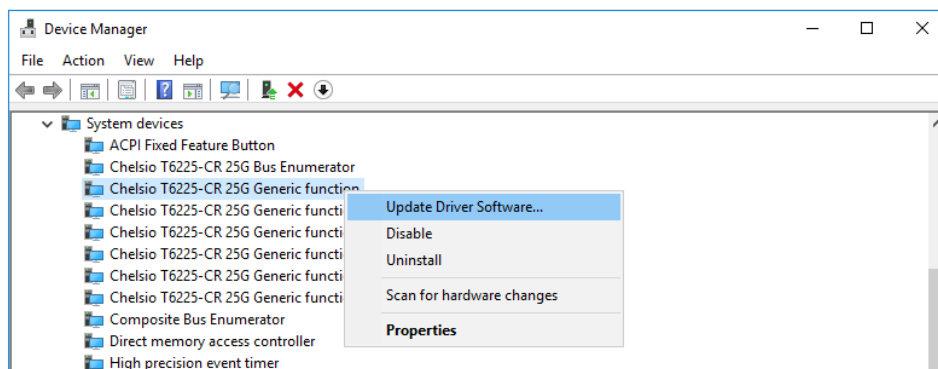 Device Manager
File Action View Help
System devices
ACPI Fixed Feature Button
Chelsio T6225-CR 25G Bus Enumerator
Chelsio T6225-CR 25G Generic function
Chelsio T6225-CR 25G Generic functi
Chelsio T6225-CR 25G Generic functi
Chelsio T6225-CR 25G Generic functi
Chelsio T6225-CR 25G Generic functi
Chelsio T6225-CR 25G Generic functi
Composite Bus Enumerator
Direct memory access controller
High precision event timer
Update Driver Software...
Disable
Uninstall
Scan for hardware changes
Properties